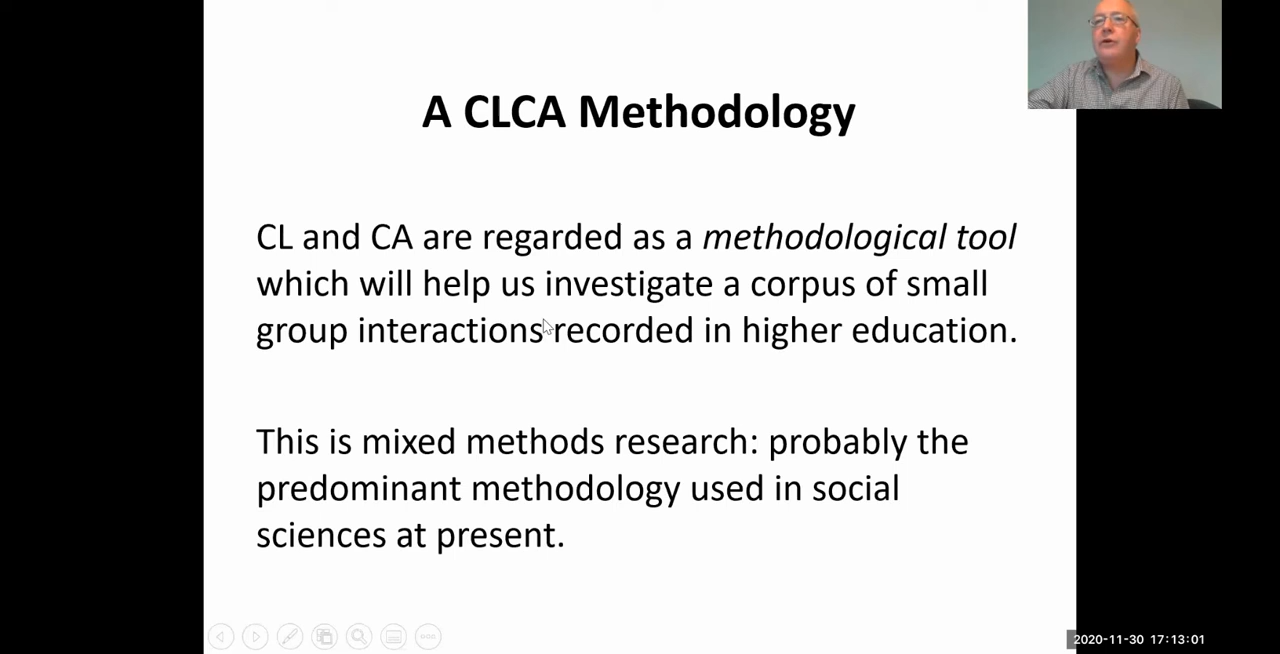 A CLCA Methodology
CL and CA are regarded as a methodological tool
which will help us investigate a corpus of small
group interactions recorded in higher education.
This is mixed methods research: probably the
predominant methodology used in social
sciences at present.
2020-11-30 17:13:01